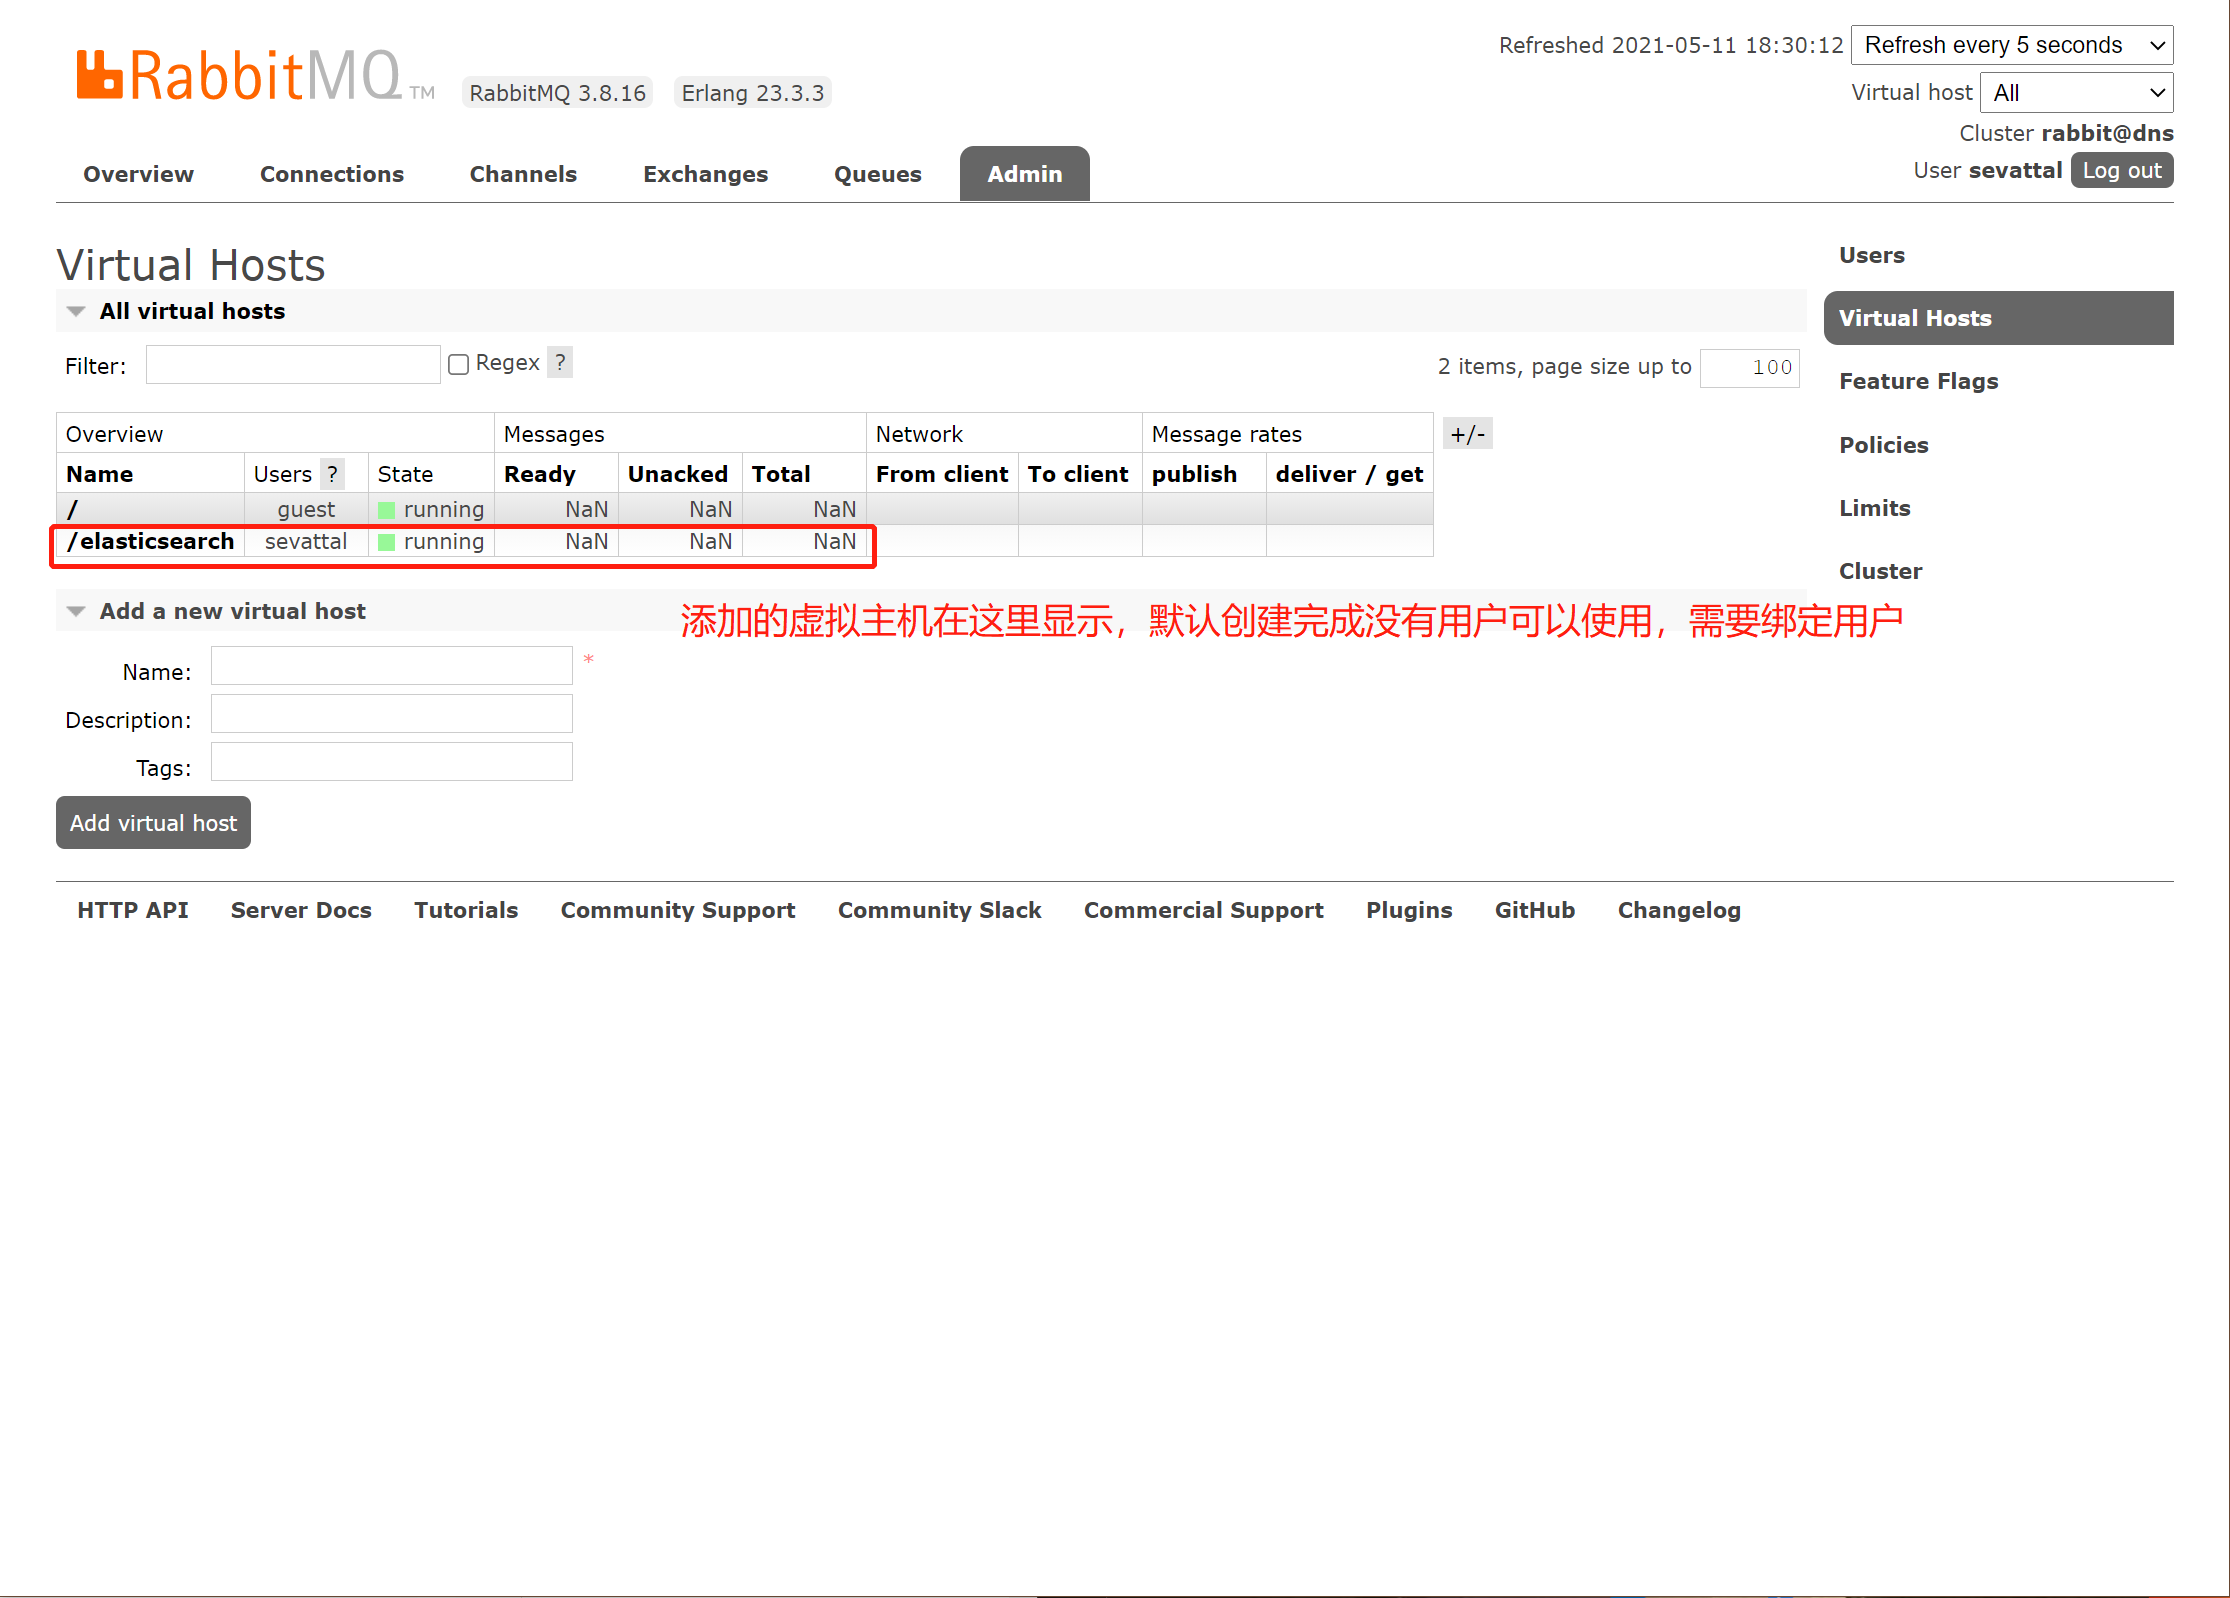 Refreshed 2021-05-11 18:30:12 Refresh every 5 seconds
RabbitMQ TM RabbitMQ 3.8.16 Erlang 23.3.3
Virtual host All
Cluster rabbit@dns
User sevattal Log out
Overview Connections Channels Exchanges Queues Admin
Virtual Hosts
All virtual hosts
Filter: Regex ? 2 items, page size up to 100
Overview Messages Network Message rates +/-
Name Users ? State Ready Unacked Total From client To client publish deliver / get
/ guest running NaN NaN NaN
/elasticsearch sevattal running NaN NaN NaN
Add a new virtual host
添加的虚拟主机在这里显示，默认创建完成没有用户可以使用，需要绑定用户
Name: *
Description:
Tags:
Add virtual host
Users
Virtual Hosts
Feature Flags
Policies
Limits
Cluster
HTTP API Server Docs Tutorials Community Support Community Slack Commercial Support Plugins GitHub Changelog